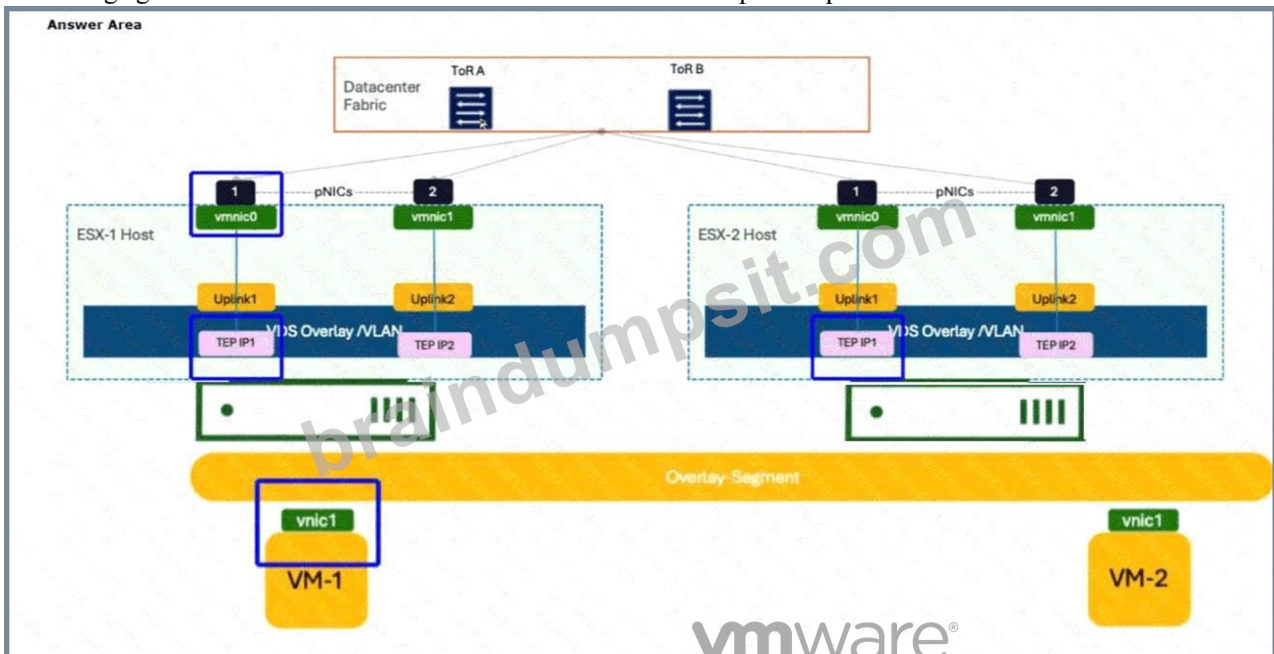 Answer Area
ToR A
ToR B
Datacenter
Fabric
1 pNICs 2
1 pNICs 2
vmnic0
vmnic1
vmnic0
vmnic1
ESX-1 Host
ESX-2 Host
Uplink1
Uplink2
Uplink1
Uplink2
VDS Overlay /VLAN
VDS Overlay /VLAN
TEP IP1
TEP IP2
TEP IP1
TEP IP2
braindumpsit.com
Overlay-Segment
vnic1
vnic1
VM-1
VM-2
vmware®